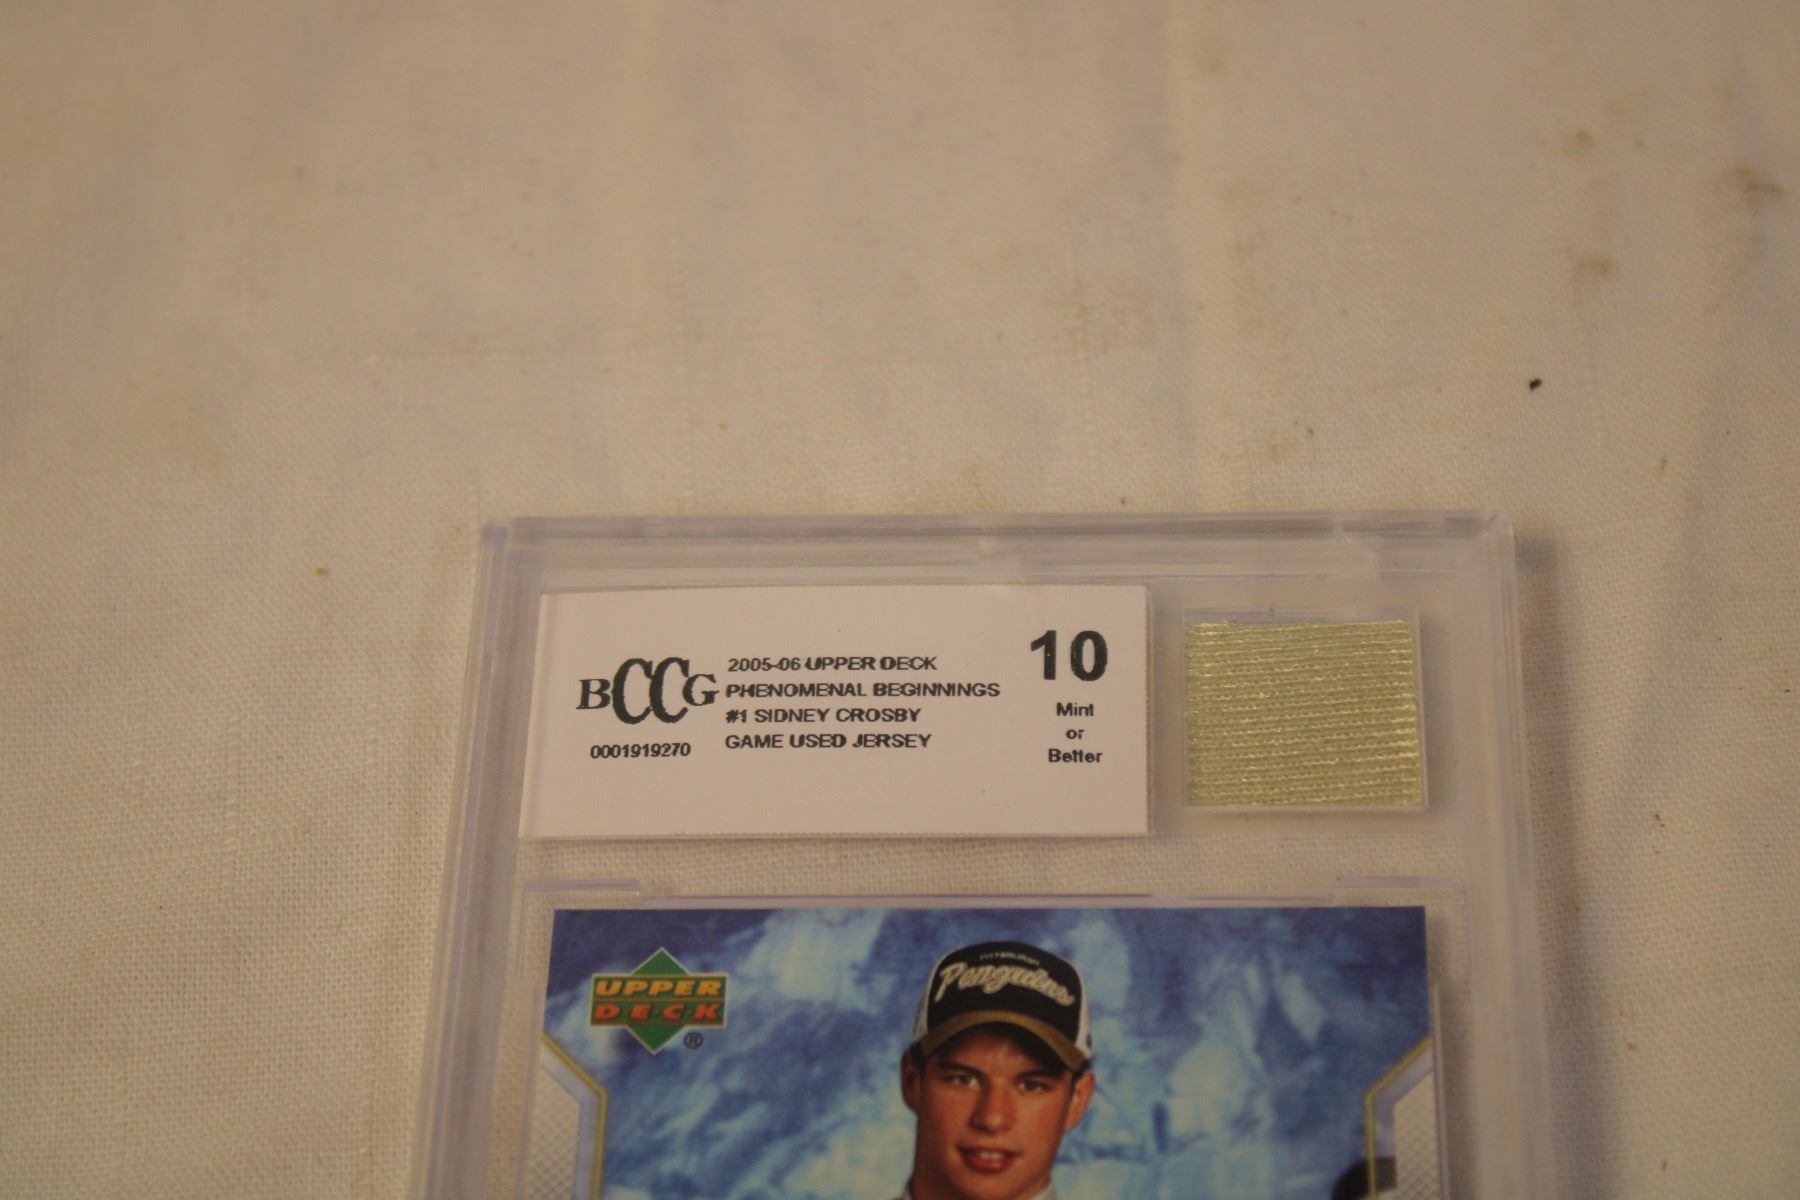 BCCG
0001919270
2005-06 UPPER DECK
PHENOMENAL BEGINNINGS
#1 SIDNEY CROSBY
GAME USED JERSEY
10
Mint
or
Better
UPPER
D·E·C·K
®
PITTSBURGH
Penguins